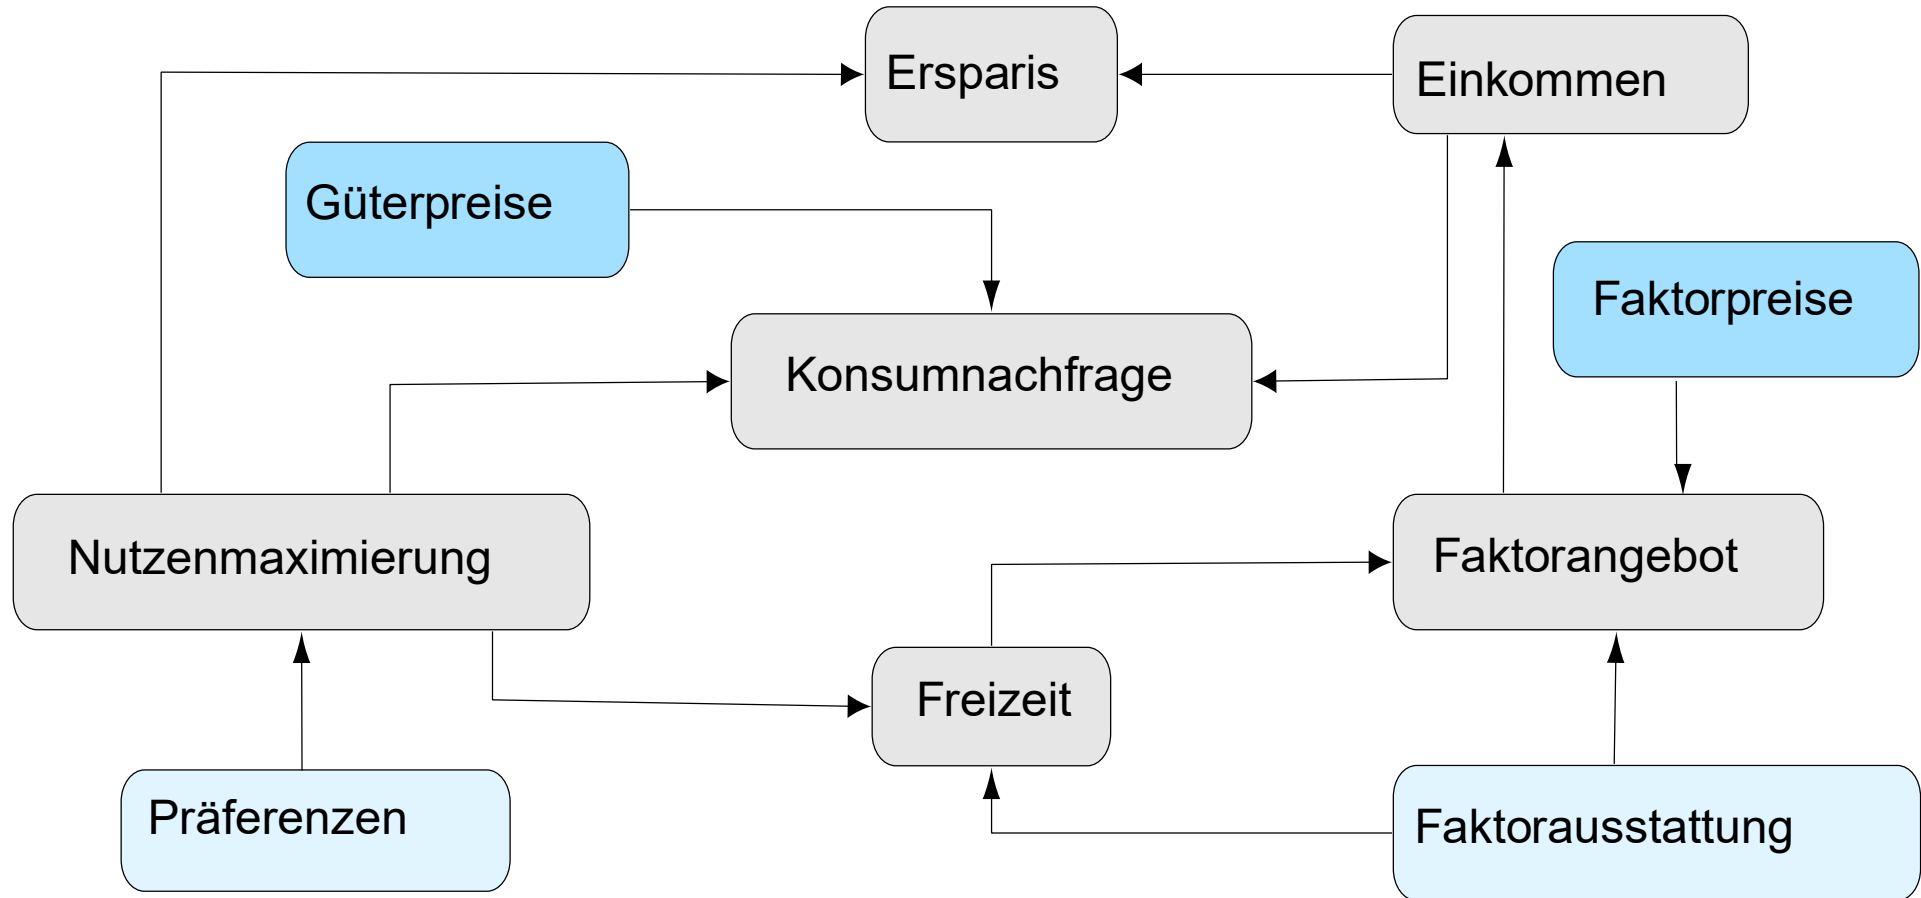 Ersparis
Einkommen
Güterpreise
Faktorpreise
Konsumnachfrage
Nutzenmaximierung
Faktorangebot
Freizeit
Präferenzen
Faktorausstattung